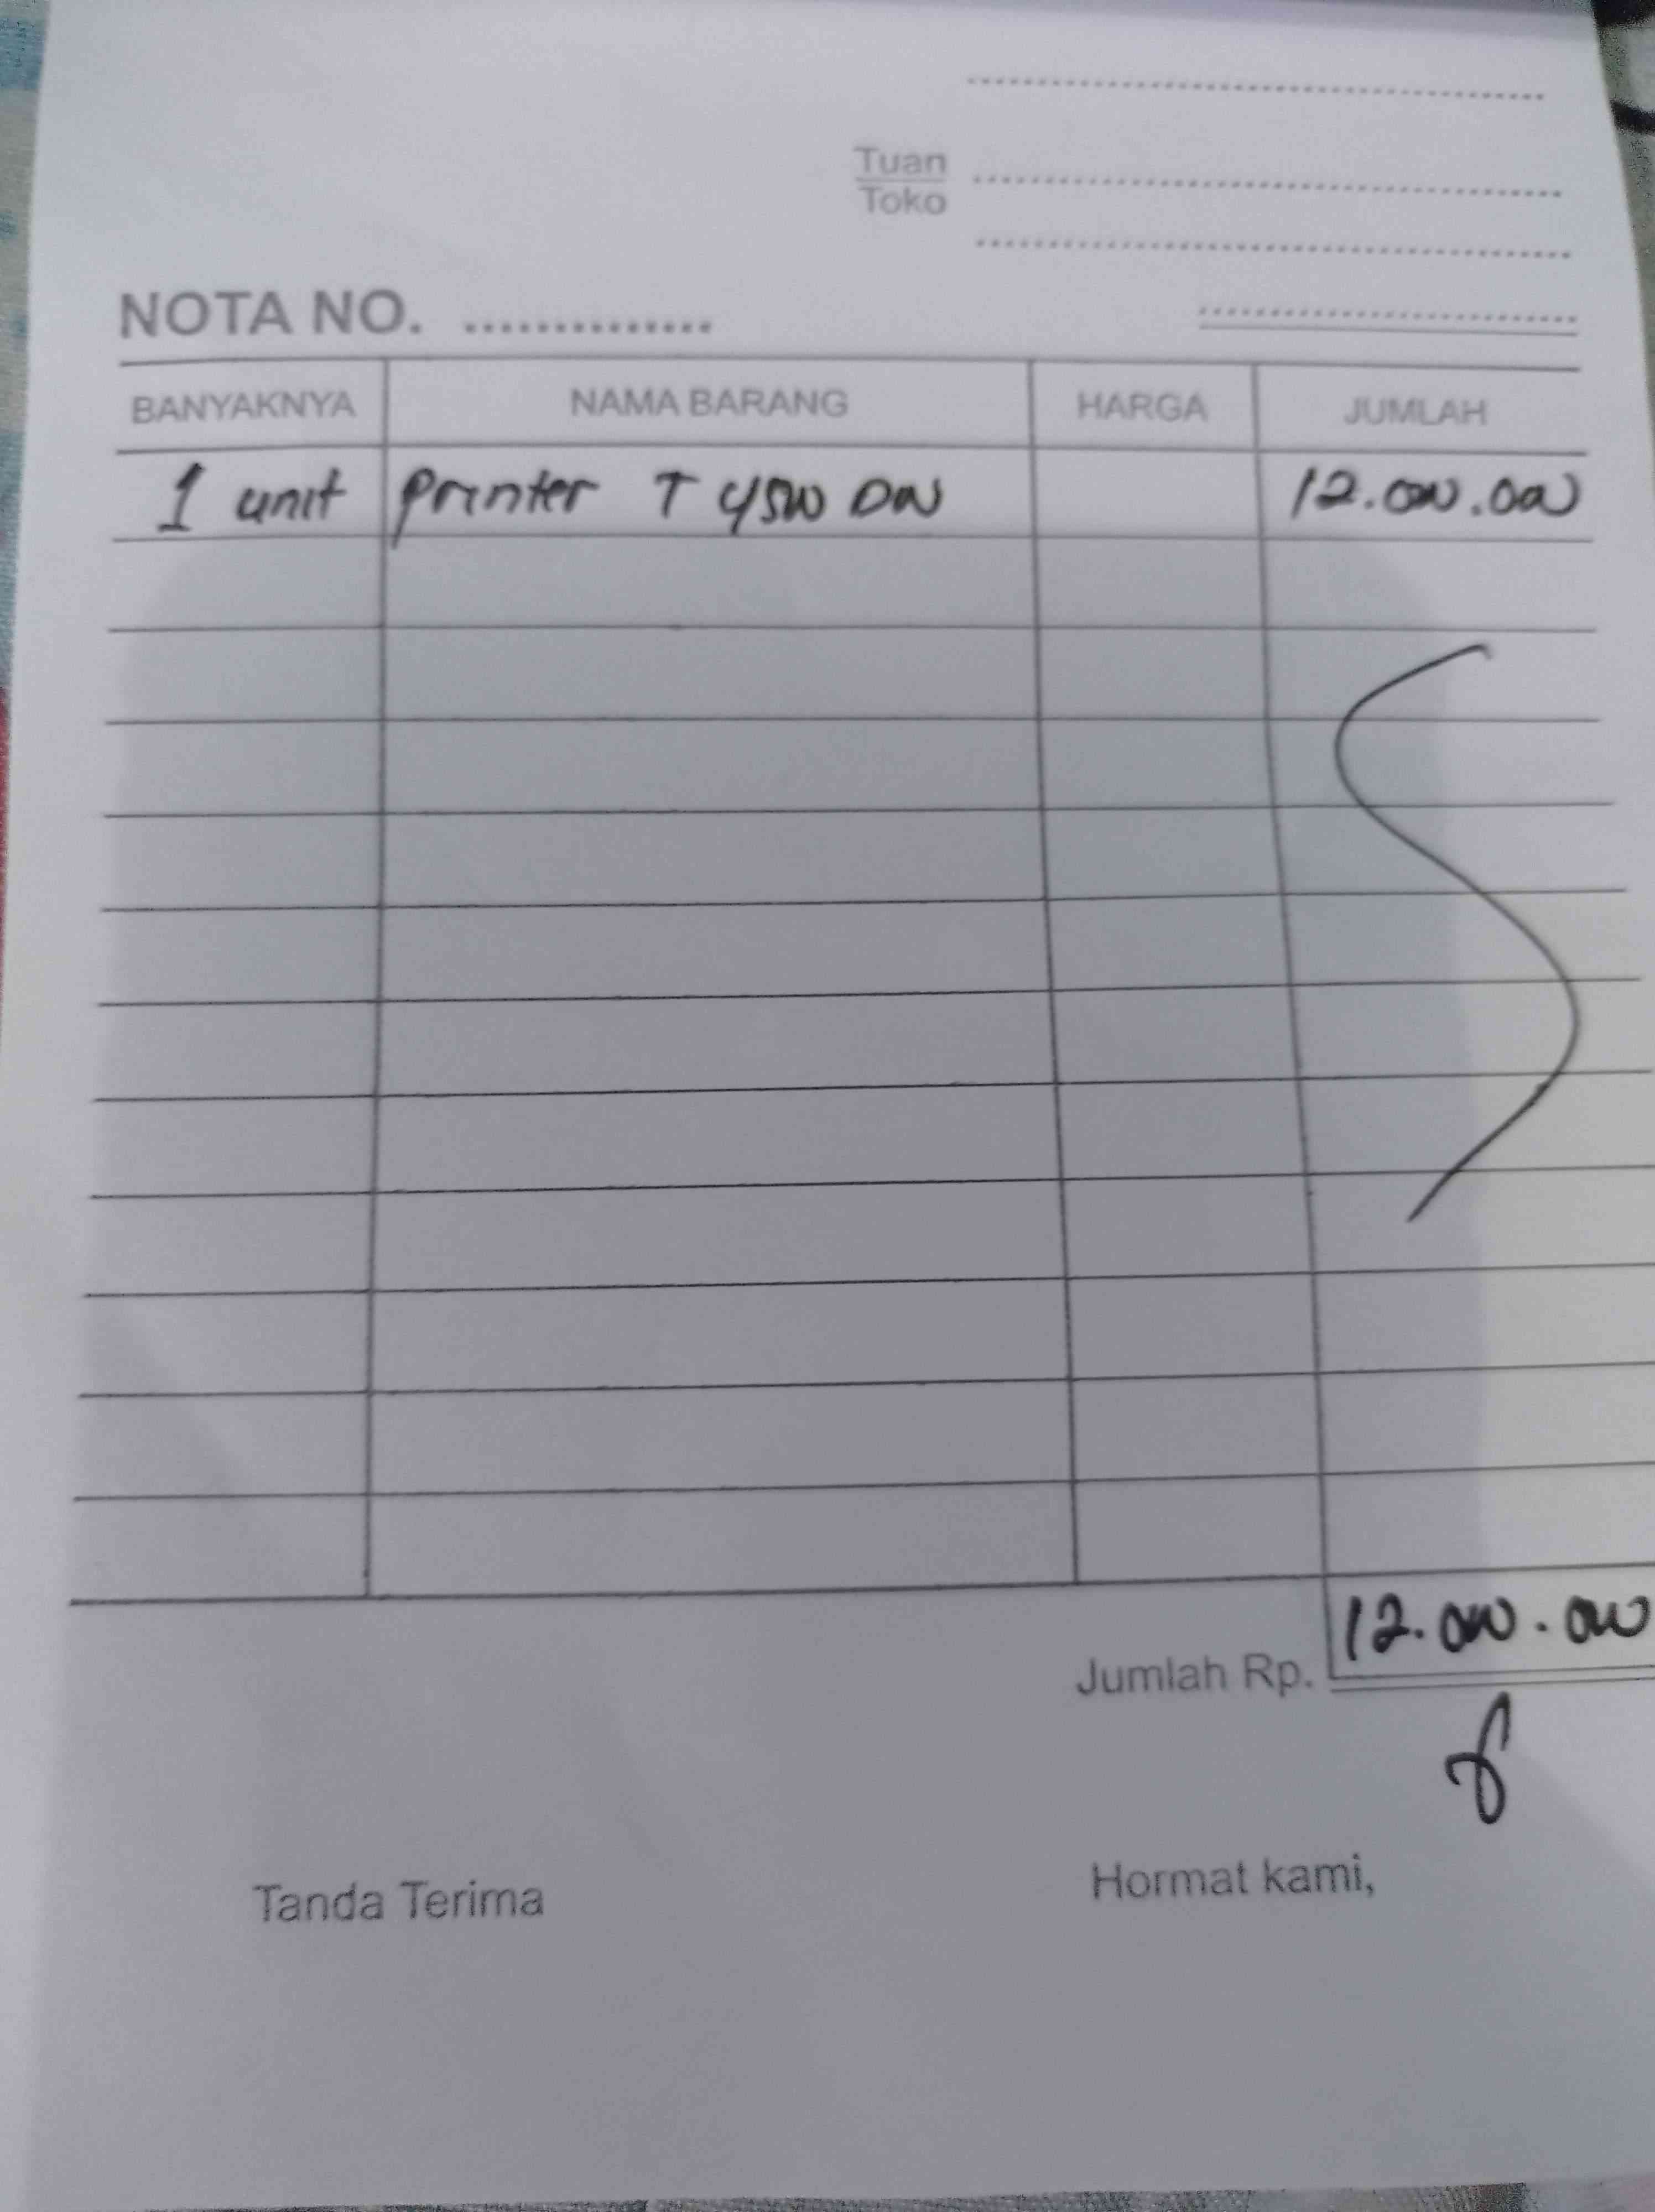 Tuan
Toko
NOTA NO. ..............
BANYAKNYA NAMA BARANG HARGA JUMLAH
1 unit Printer T 4500 DW 12.000.000
Jumlah Rp. 12.000.000
Tanda Terima Hormat kami,